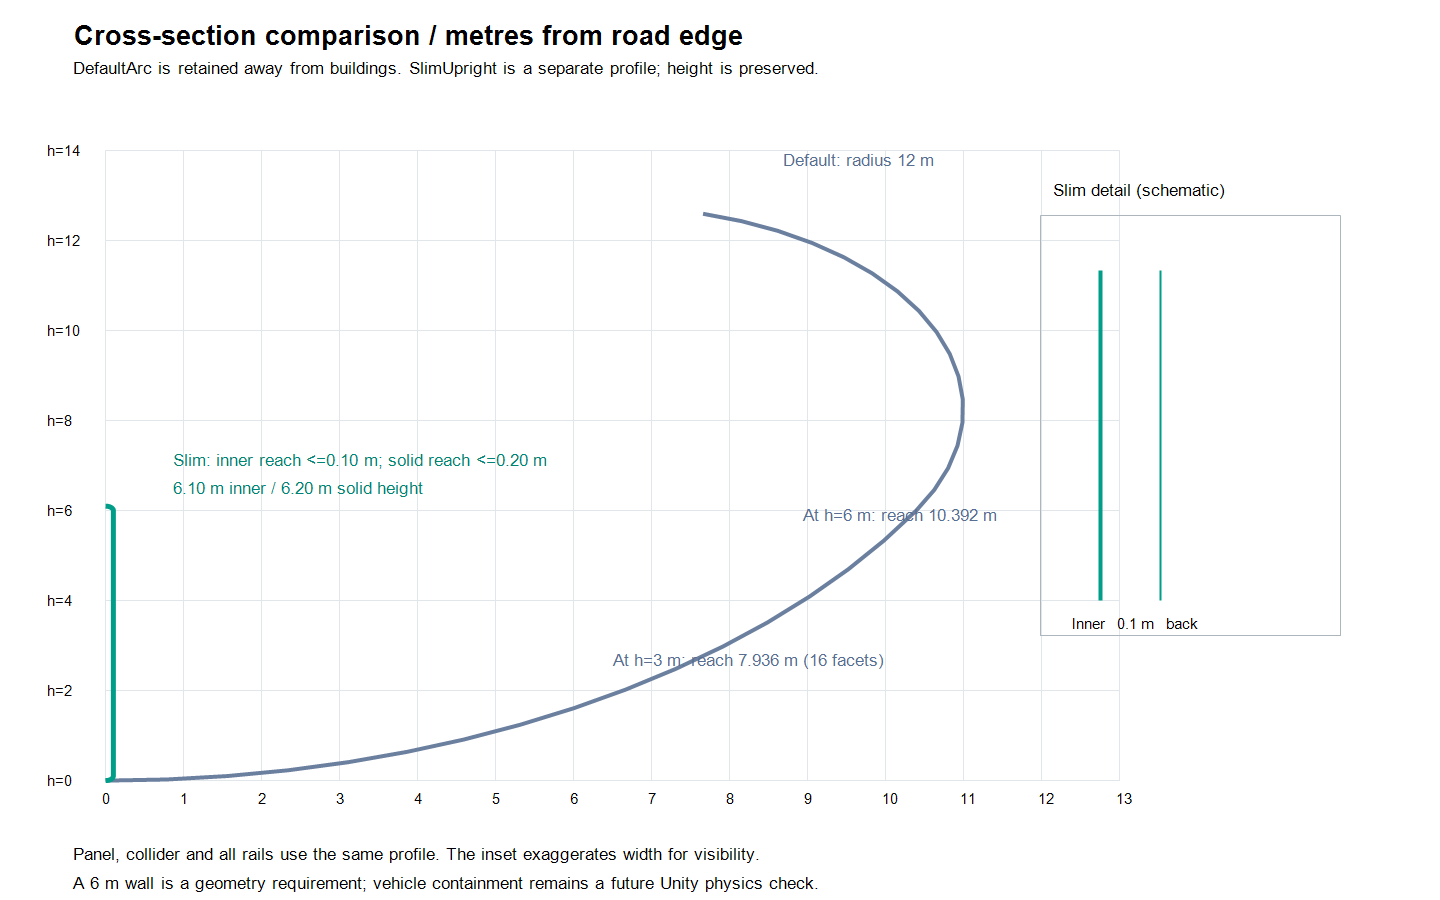 Cross-section comparison / metres from road edge
DefaultArc is retained away from buildings. SlimUpright is a separate profile; height is preserved.
h=14
Default: radius 12 m
Slim detail (schematic)
h=12
h=10
h=8
Slim: inner reach <=0.10 m; solid reach <=0.20 m
6.10 m inner / 6.20 m solid height
h=6
At h=6 m: reach 10.392 m
h=4
Inner 0.1 m back
At h=3 m: reach 7.936 m (16 facets)
h=2
h=0
0 1 2 3 4 5 6 7 8 9 10 11 12 13
Panel, collider and all rails use the same profile. The inset exaggerates width for visibility.
A 6 m wall is a geometry requirement; vehicle containment remains a future Unity physics check.